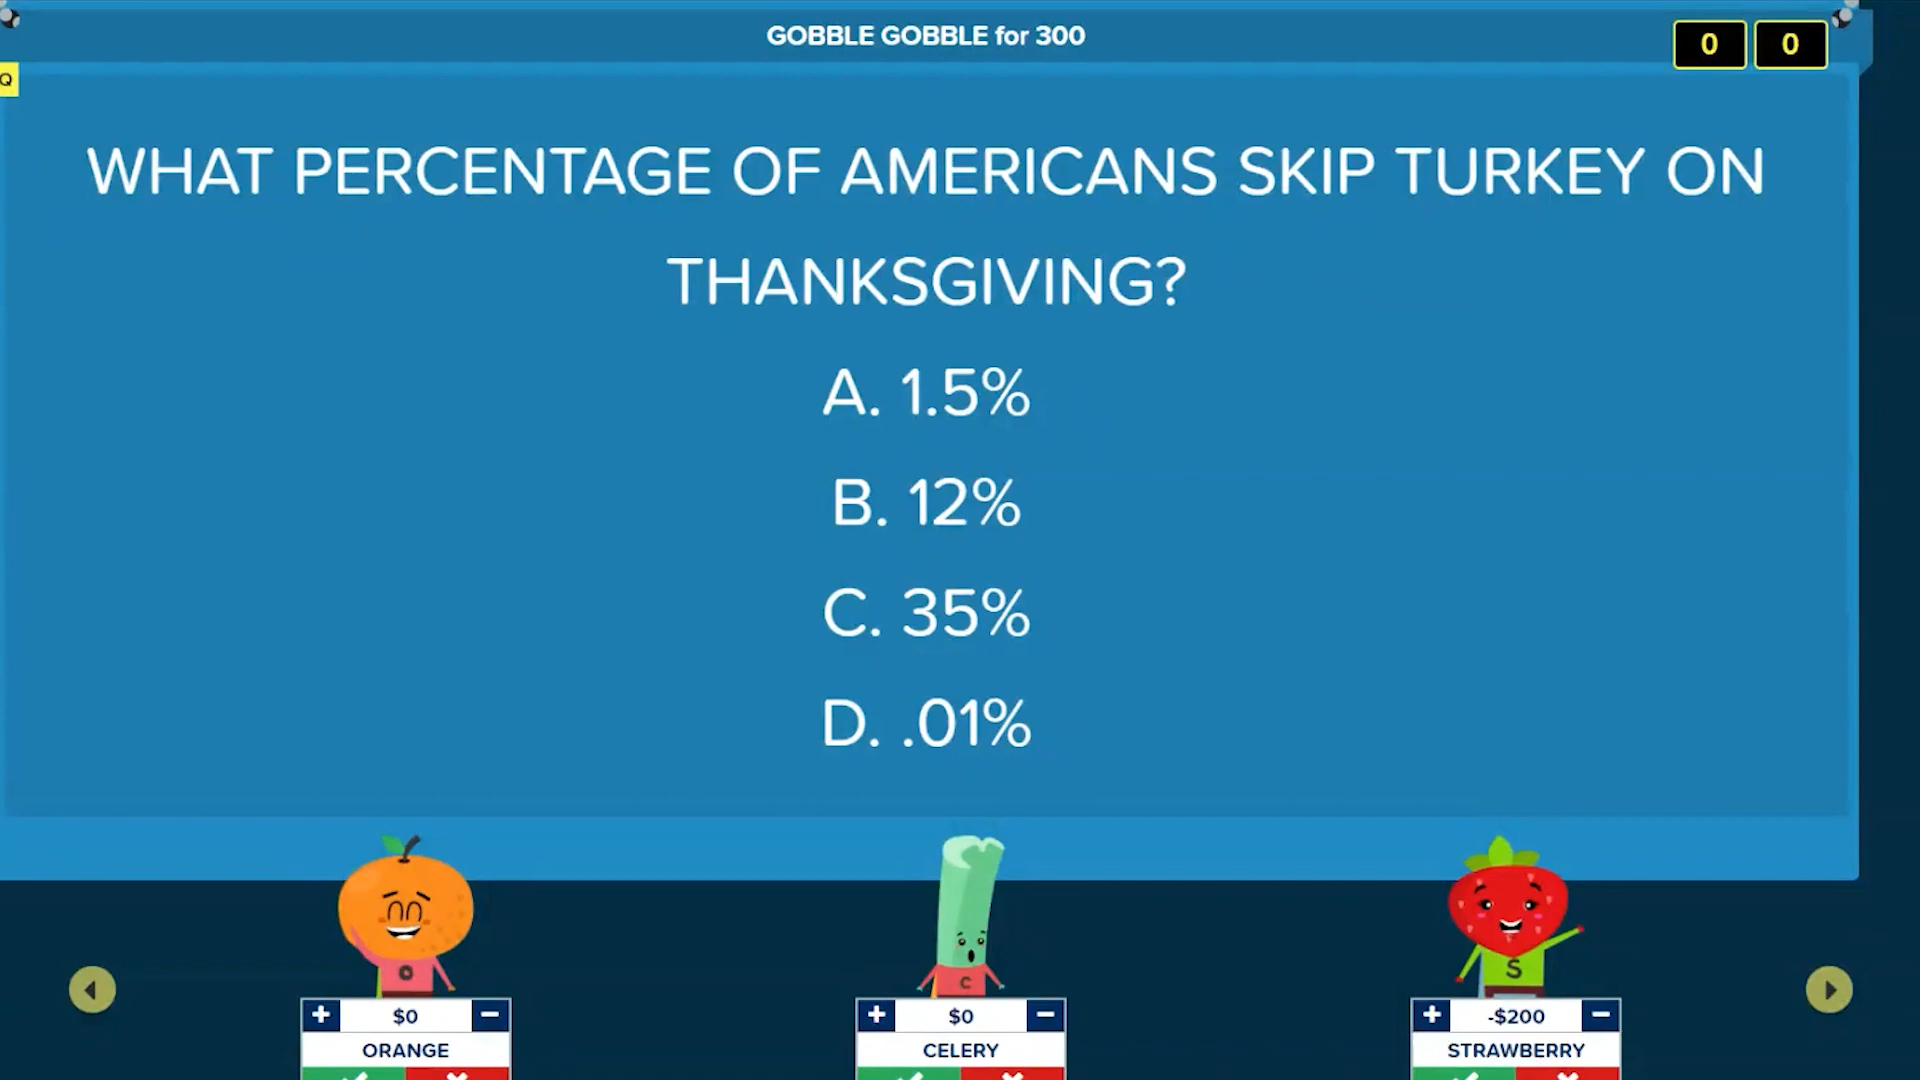 GOBBLE GOBBLE for 300
0 0
Q
WHAT PERCENTAGE OF AMERICANS SKIP TURKEY ON
THANKSGIVING?
A. 1.5%
B. 12%
C. 35%
D. .01%
O
C
S
+ $0 −
+ $0 −
+ -$200 −
ORANGE
CELERY
STRAWBERRY